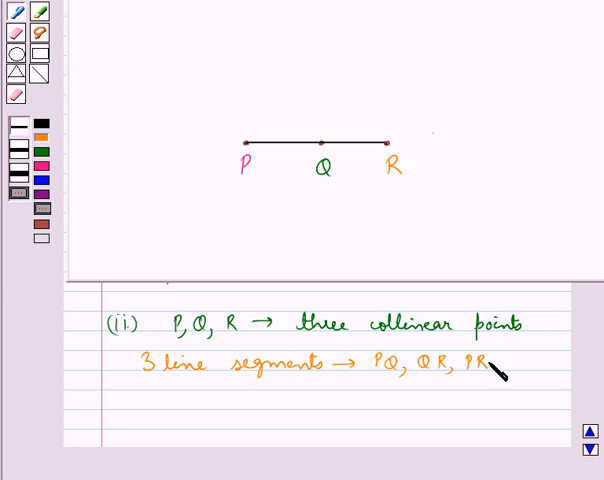 P Q R
(ii.) P, Q, R → three collinear points
3 line segments → PQ, QR, PR